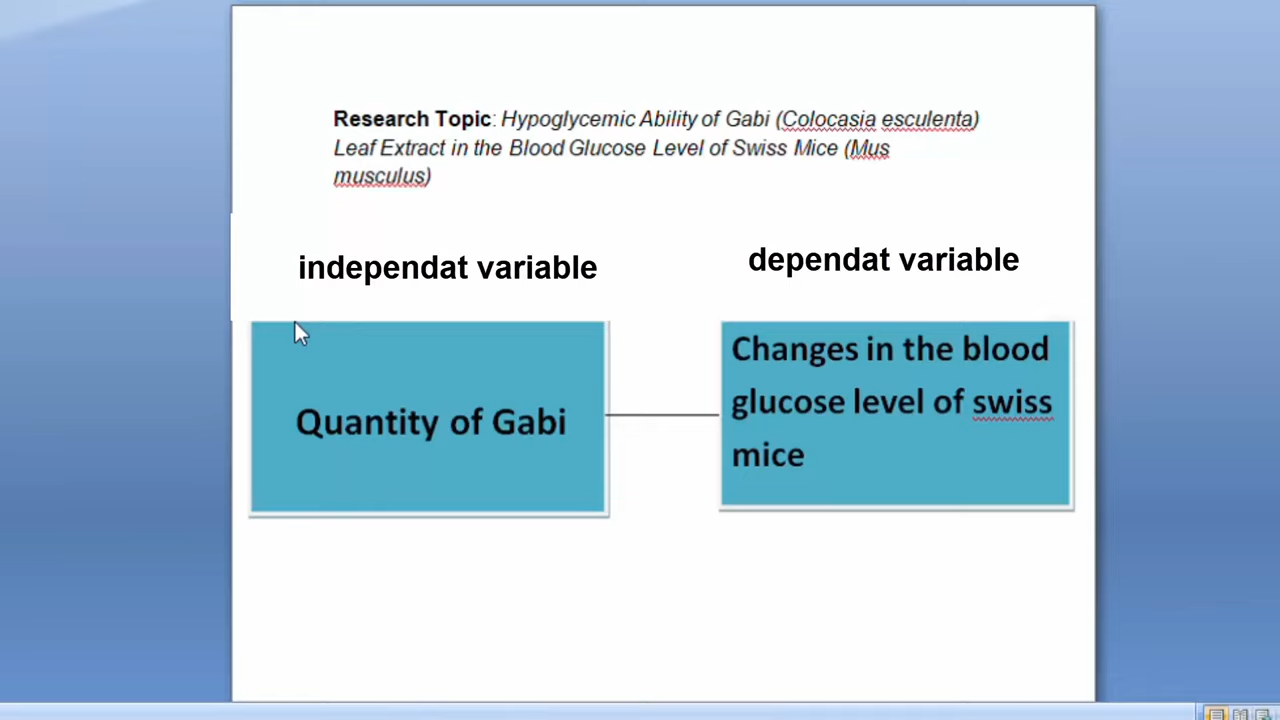 Research Topic: Hypoglycemic Ability of Gabi (Colocasia esculenta)
Leaf Extract in the Blood Glucose Level of Swiss Mice (Mus
musculus)
independat variable
dependat variable
Quantity of Gabi
Changes in the blood
glucose level of swiss
mice